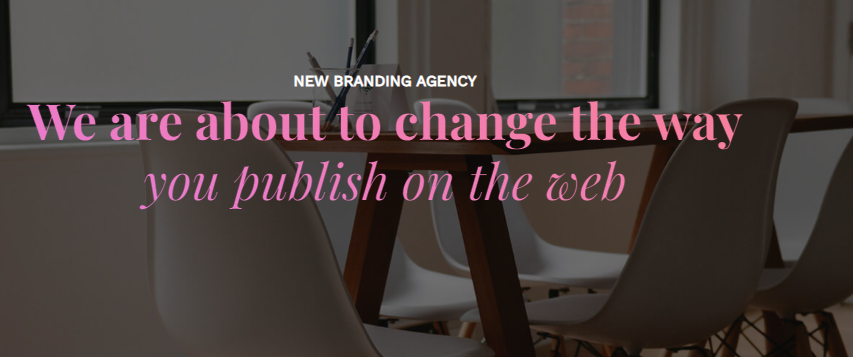 NEW BRANDING AGENCY
We are about to change the way
you publish on the web